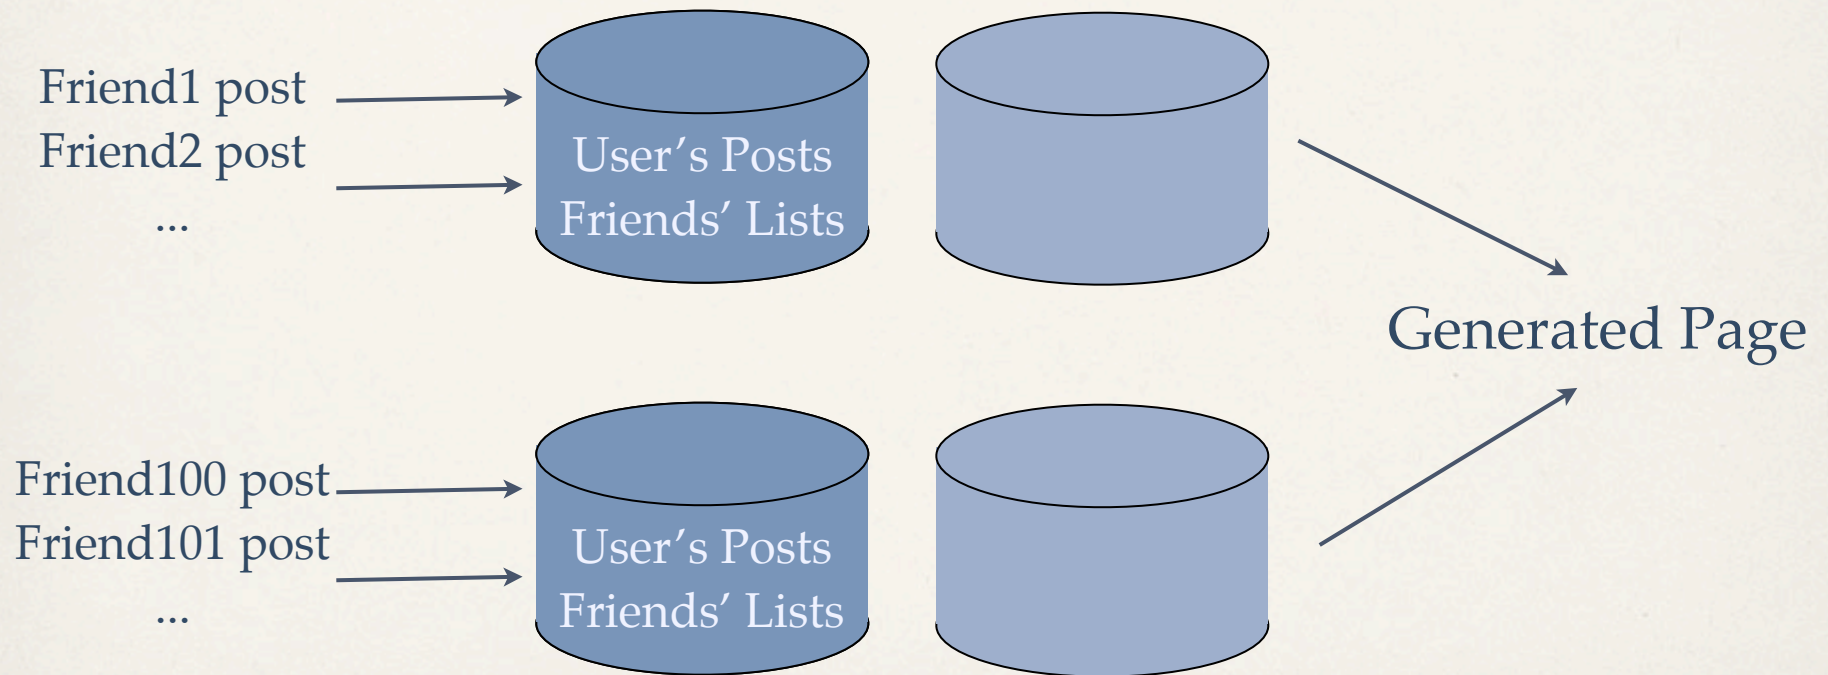 Friend1 post
Friend2 post
...
User’s Posts
Friends’ Lists
Generated Page
Friend100 post
Friend101 post
...
User’s Posts
Friends’ Lists